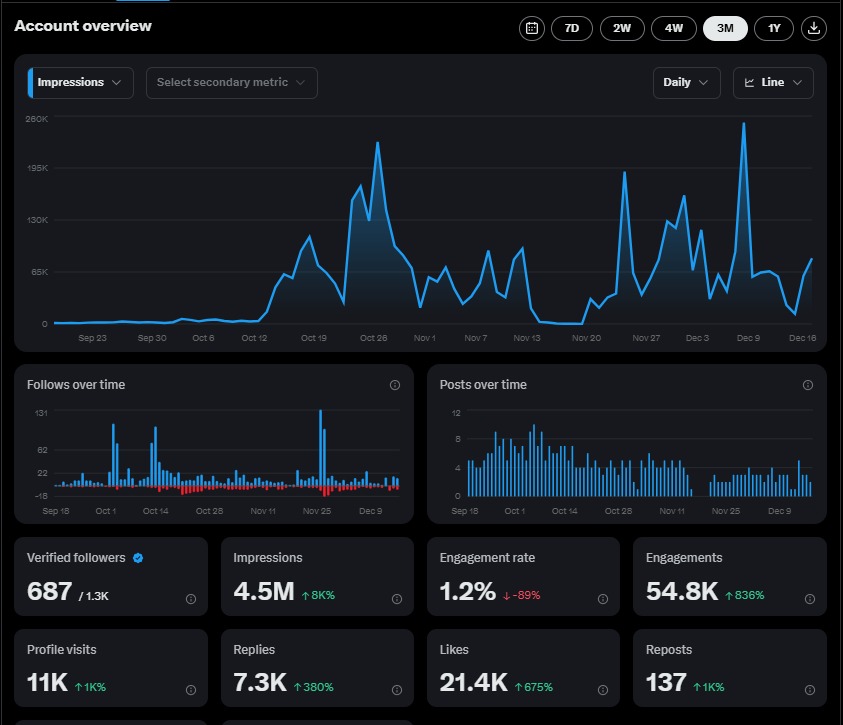 Account overview
7D 2W 4W 3M 1Y
Impressions Select secondary metric Daily Line
260K
195K
130K
65K
0
Sep 23 Sep 30 Oct 6 Oct 12 Oct 19 Oct 26 Nov 1 Nov 7 Nov 13 Nov 20 Nov 27 Dec 3 Dec 9 Dec 16
Follows over time
131
62
22
-18
Sep 18 Oct 1 Oct 14 Oct 28 Nov 11 Nov 25 Dec 9
Posts over time
12
8
4
0
Sep 18 Oct 1 Oct 14 Oct 28 Nov 11 Nov 25 Dec 9
Verified followers
687 / 1.3K
Impressions
4.5M ↑8K%
Engagement rate
1.2% ↓-89%
Engagements
54.8K ↑836%
Profile visits
11K ↑1K%
Replies
7.3K ↑380%
Likes
21.4K ↑675%
Reposts
137 ↑1K%